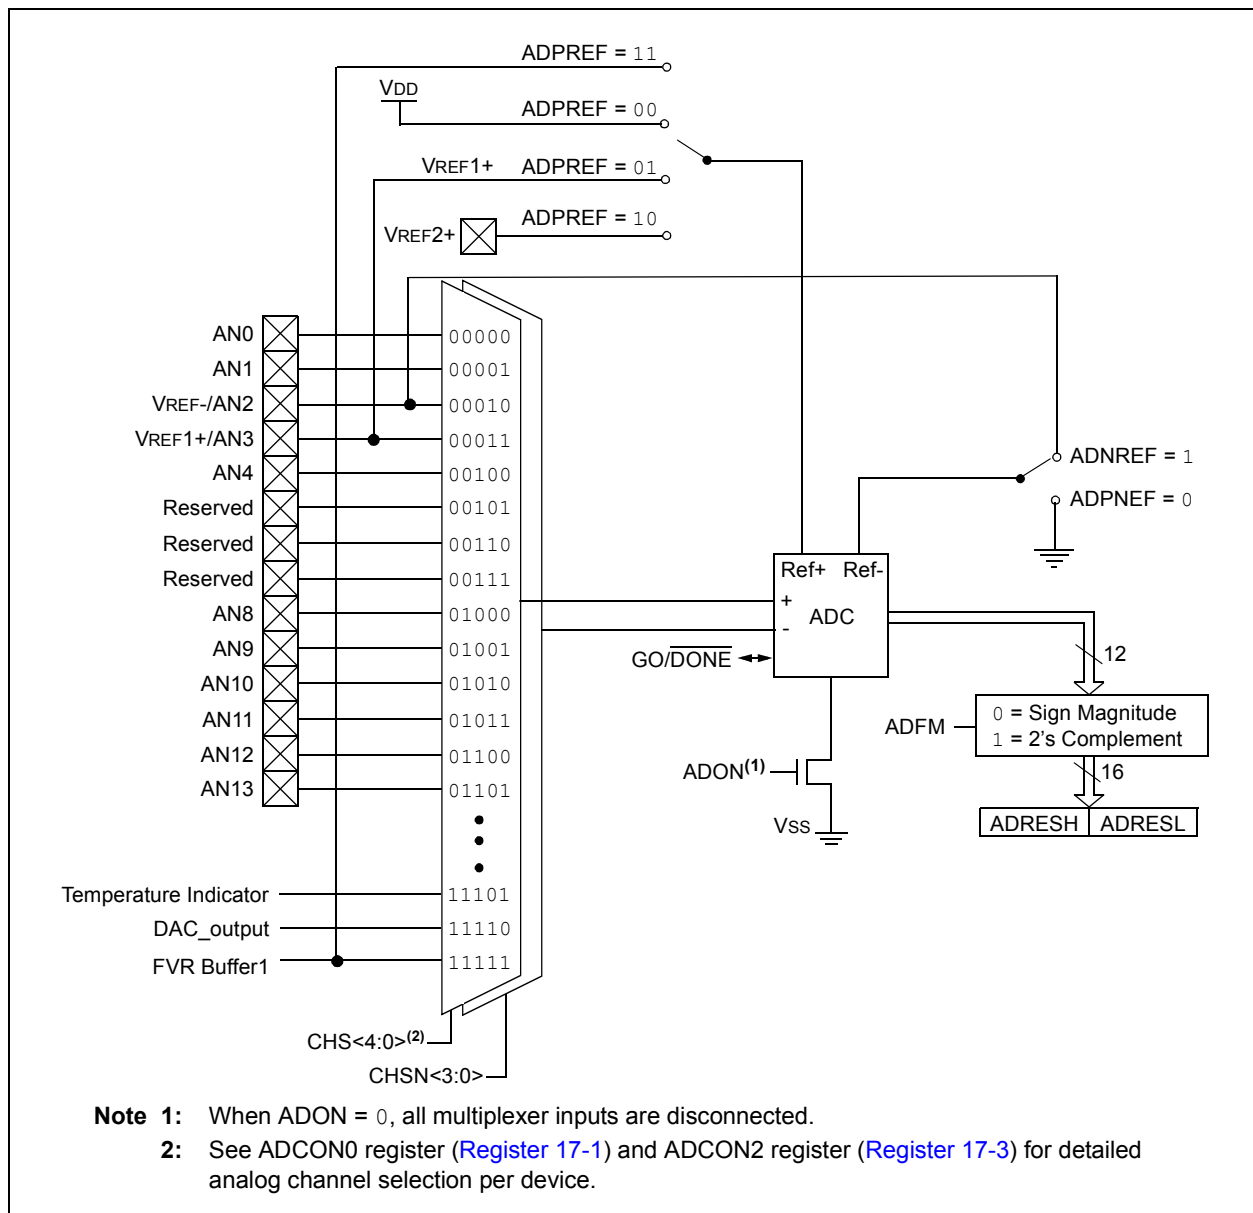 ADPREF = 11
VDD
ADPREF = 00
VREF1+ ADPREF = 01
VREF2+ ADPREF = 10
AN0 00000
AN1 00001
VREF-/AN2 00010
VREF1+/AN3 00011
AN4 00100
Reserved 00101
Reserved 00110
Reserved 00111
AN8 01000
AN9 01001
AN10 01010
AN11 01011
AN12 01100
AN13 01101
Temperature Indicator 11101
DAC_output 11110
FVR Buffer1 11111
CHS<4:0>(2)
CHSN<3:0>
ADNREF = 1
ADPNEF = 0
Ref+ Ref-
+
ADC
-
GO/DONE
12
ADFM
0 = Sign Magnitude
1 = 2's Complement
16
ADON(1)
VSS
ADRESH ADRESL
Note 1: When ADON = 0, all multiplexer inputs are disconnected.
2: See ADCON0 register (Register 17-1) and ADCON2 register (Register 17-3) for detailed
analog channel selection per device.